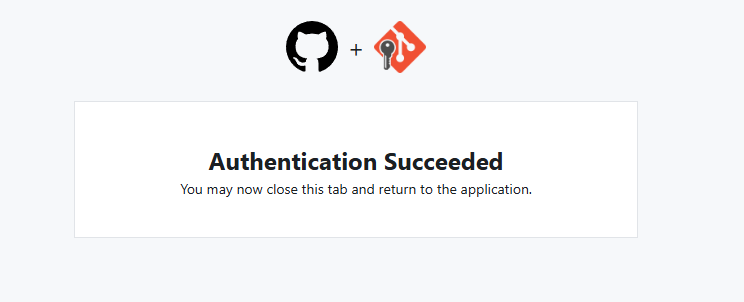 +
Authentication Succeeded
You may now close this tab and return to the application.